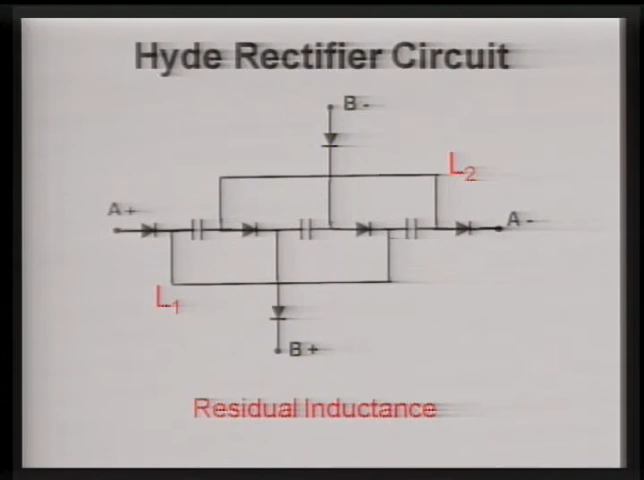 Hyde Rectifier Circuit
B -
L2
A +
A -
L1
B +
Residual Inductance